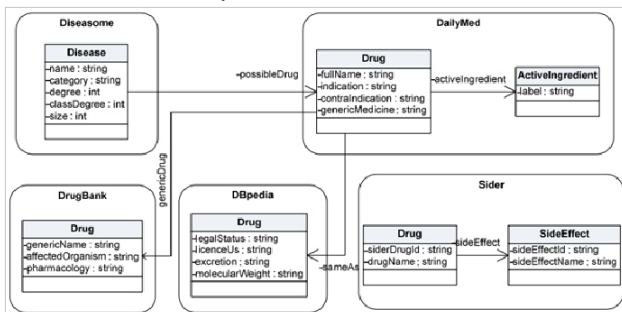 Diseasome
Disease
-name : string
-category : string
-degree : int
-classDegree : int
-size : int
-possibleDrug
DailyMed
Drug
-fullName : string
-indication : string
-contraIndication : string
-genericMedicine : string
-activeIngredient
ActiveIngredient
-label : string
genericDrug
DrugBank
Drug
-genericName : string
-affectedOrganism : string
-pharmacology : string
DBpedia
Drug
-legalStatus : string
-licenceUs : string
-excretion : string
-molecularWeight : string
-sameAs
Sider
Drug
-siderDrugId : string
-drugName : string
-sideEffect
SideEffect
-sideEffectId : string
-sideEffectName : string